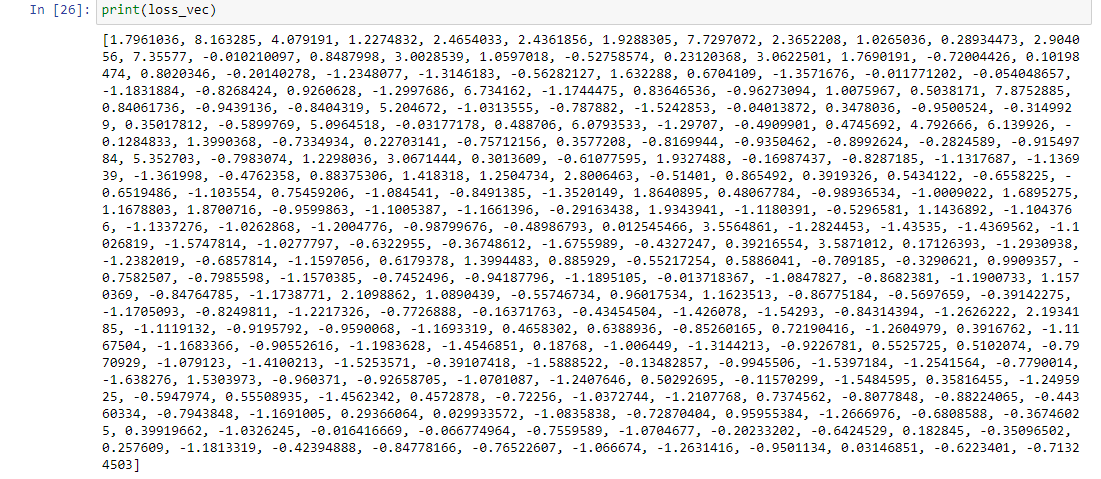 In [26]: print(loss_vec)
[1.7961036, 8.163285, 4.079191, 1.2274832, 2.4654033, 2.4361856, 1.9288305, 7.7297072, 2.3652208, 1.0265036, 0.28934473, 2.9040
56, 7.35577, -0.010210097, 0.8487998, 3.0028539, 1.0597018, -0.52758574, 0.23120368, 3.0622501, 1.7690191, -0.72004426, 0.10198
474, 0.8020346, -0.20140278, -1.2348077, -1.3146183, -0.56282127, 1.632288, 0.6704109, -1.3571676, -0.011771202, -0.054048657,
-1.1831884, -0.8268424, 0.9260628, -1.2997686, 6.734162, -1.1744475, 0.83646536, -0.96273094, 1.0075967, 0.5038171, 7.8752885,
0.84061736, -0.9439136, -0.8404319, 5.204672, -1.0313555, -0.787882, -1.5242853, -0.04013872, 0.3478036, -0.9500524, -0.314992
9, 0.35017812, -0.5899769, 5.0964518, -0.03177178, 0.488706, 6.0793533, -1.29707, -0.4909901, 0.4745692, 4.792666, 6.139926, -
0.1284833, 1.3990368, -0.7334934, 0.22703141, -0.75712156, 0.3577208, -0.8169944, -0.9350462, -0.8992624, -0.2824589, -0.915497
84, 5.352703, -0.7983074, 1.2298036, 3.0671444, 0.3013609, -0.61077595, 1.9327488, -0.16987437, -0.8287185, -1.1317687, -1.1369
39, -1.361998, -0.4762358, 0.88375306, 1.418318, 1.2504734, 2.8006463, -0.51401, 0.865492, 0.3919326, 0.5434122, -0.6558225, -
0.6519486, -1.103554, 0.75459206, -1.084541, -0.8491385, -1.3520149, 1.8640895, 0.48067784, -0.98936534, -1.0009022, 1.6895275,
1.1678803, 1.8700716, -0.9599863, -1.1005387, -1.1661396, -0.29163438, 1.9343941, -1.1180391, -0.5296581, 1.1436892, -1.104376
6, -1.1337276, -1.0262868, -1.2004776, -0.98799676, -0.48986793, 0.012545466, 3.5564861, -1.2824453, -1.43535, -1.4369562, -1.1
026819, -1.5747814, -1.0277797, -0.6322955, -0.36748612, -1.6755989, -0.4327247, 0.39216554, 3.5871012, 0.17126393, -1.2930938,
-1.2382019, -0.6857814, -1.1597056, 0.6179378, 1.3994483, 0.885929, -0.55217254, 0.5886041, -0.709185, -0.3290621, 0.9909357, -
0.7582507, -0.7985598, -1.1570385, -0.7452496, -0.94187796, -1.1895105, -0.013718367, -1.0847827, -0.8682381, -1.1900733, 1.157
0369, -0.84764785, -1.1738771, 2.1098862, 1.0890439, -0.55746734, 0.96017534, 1.1623513, -0.86775184, -0.5697659, -0.39142275,
-1.1705093, -0.8249811, -1.2217326, -0.7726888, -0.16371763, -0.43454504, -1.426078, -1.54293, -0.84314394, -1.2626222, 2.19341
85, -1.1119132, -0.9195792, -0.9590068, -1.1693319, 0.4658302, 0.6388936, -0.85260165, 0.72190416, -1.2604979, 0.3916762, -1.11
67504, -1.1683366, -0.90552616, -1.1983628, -1.4546851, 0.18768, -1.006449, -1.3144213, -0.9226781, 0.5525725, 0.5102074, -0.79
70929, -1.079123, -1.4100213, -1.5253571, -0.39107418, -1.5888522, -0.13482857, -0.9945506, -1.5397184, -1.2541564, -0.7790014,
-1.638276, 1.5303973, -0.960371, -0.92658705, -1.0701087, -1.2407646, 0.50292695, -0.11570299, -1.5484595, 0.35816455, -1.24959
25, -0.5947974, 0.55508935, -1.4562342, 0.4572878, -0.72256, -1.0372744, -1.2107768, 0.7374562, -0.8077848, -0.88224065, -0.443
60334, -0.7943848, -1.1691005, 0.29366064, 0.029933572, -1.0835838, -0.72870404, 0.95955384, -1.2666976, -0.6808588, -0.3674602
5, 0.39919662, -1.0326245, -0.016416669, -0.066774964, -0.7559589, -1.0704677, -0.20233202, -0.6424529, 0.182845, -0.35096502,
0.257609, -1.1813319, -0.42394888, -0.84778166, -0.76522607, -1.066674, -1.2631416, -0.9501134, 0.03146851, -0.6223401, -0.7132
4503]